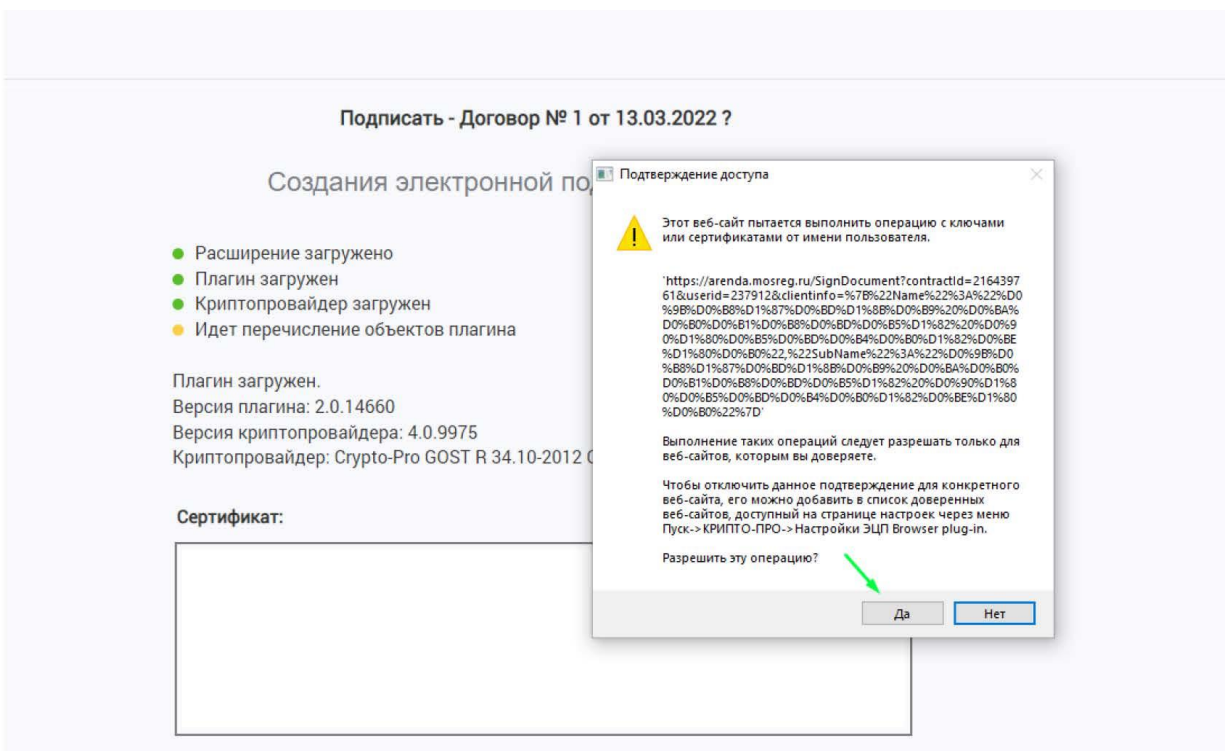 Подписать - Договор № 1 от 13.03.2022 ?
Создания электронной по
Расширение загружено
Плагин загружен
Криптопровайдер загружен
Идет перечисление объектов плагина
Плагин загружен.
Версия плагина: 2.0.14660
Версия криптопровайдера: 4.0.9975
Криптопровайдер: Crypto-Pro GOST R 34.10-2012
Сертификат:
Подтверждение доступа
Этот веб-сайт пытается выполнить операцию с ключами
или сертификатами от имени пользователя.
`https://arenda.mosreg.ru/SignDocument?contractId=2164397
61&userid=237912&clientinfo=%7B%22Name%22%3A%22%D0
%9B%D0%B8%D1%87%D0%BD%D1%8B%D0%B9%20%D0%BA%
D0%B0%D0%B1%D0%B8%D0%BD%D0%B5%D1%82%20%D0%9
0%D1%80%D0%B5%D0%BD%D0%B4%D0%B0%D1%82%D0%BE
%D1%80%D0%B0%22,%22SubName%22%3A%22%D0%9B%D0
%B8%D1%87%D0%BD%D1%8B%D0%B9%20%D0%BA%D0%B0%
D0%B1%D0%B8%D0%BD%D0%B5%D1%82%20%D0%90%D1%8
0%D0%B5%D0%BD%D0%B4%D0%B0%D1%82%D0%BE%D1%80
%D0%B0%22%7D`
Выполнение таких операций следует разрешать только для
веб-сайтов, которым вы доверяете.
Чтобы отключить данное подтверждение для конкретного
веб-сайта, его можно добавить в список доверенных
веб-сайтов, доступный на странице настроек через меню
Пуск->КРИПТО-ПРО->Настройки ЭЦП Browser plug-in.
Разрешить эту операцию?
Да
Нет